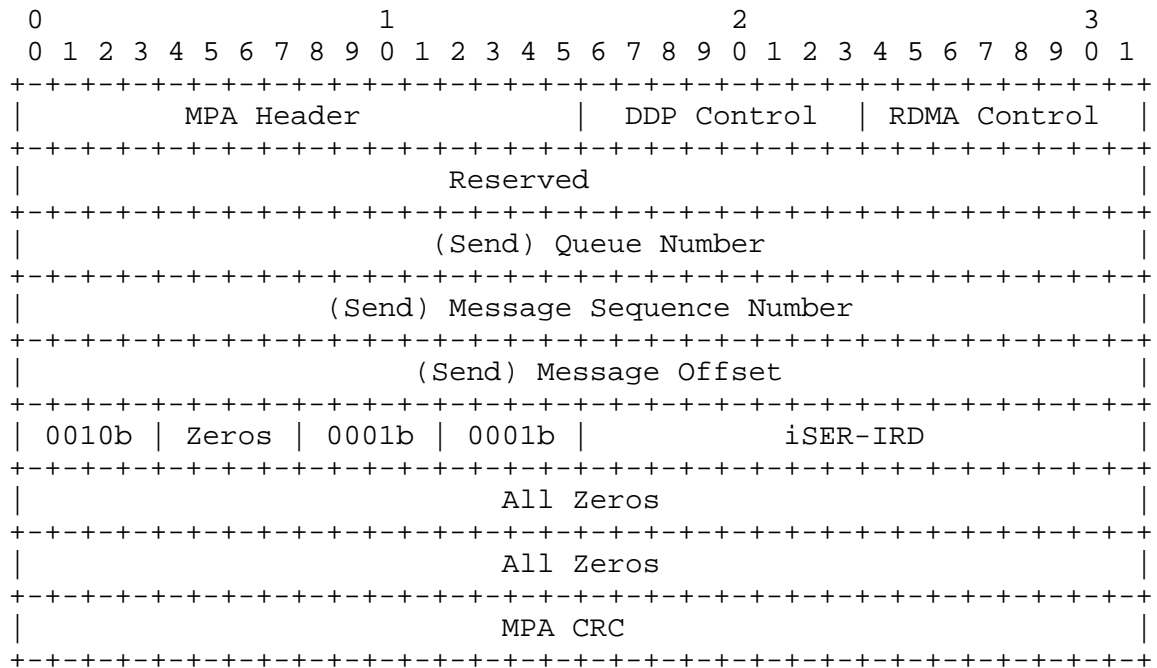 0                   1                   2                   3
 0 1 2 3 4 5 6 7 8 9 0 1 2 3 4 5 6 7 8 9 0 1 2 3 4 5 6 7 8 9 0 1
+-+-+-+-+-+-+-+-+-+-+-+-+-+-+-+-+-+-+-+-+-+-+-+-+-+-+-+-+-+-+-+-+
|         MPA Header            |  DDP Control  | RDMA Control  |
+-+-+-+-+-+-+-+-+-+-+-+-+-+-+-+-+-+-+-+-+-+-+-+-+-+-+-+-+-+-+-+-+
|                        Reserved                               |
+-+-+-+-+-+-+-+-+-+-+-+-+-+-+-+-+-+-+-+-+-+-+-+-+-+-+-+-+-+-+-+-+
|                       (Send) Queue Number                     |
+-+-+-+-+-+-+-+-+-+-+-+-+-+-+-+-+-+-+-+-+-+-+-+-+-+-+-+-+-+-+-+-+
|                 (Send) Message Sequence Number                |
+-+-+-+-+-+-+-+-+-+-+-+-+-+-+-+-+-+-+-+-+-+-+-+-+-+-+-+-+-+-+-+-+
|                      (Send) Message Offset                    |
+-+-+-+-+-+-+-+-+-+-+-+-+-+-+-+-+-+-+-+-+-+-+-+-+-+-+-+-+-+-+-+-+
| 0010b | Zeros | 0001b | 0001b |           iSER-IRD            |
+-+-+-+-+-+-+-+-+-+-+-+-+-+-+-+-+-+-+-+-+-+-+-+-+-+-+-+-+-+-+-+-+
|                           All Zeros                           |
+-+-+-+-+-+-+-+-+-+-+-+-+-+-+-+-+-+-+-+-+-+-+-+-+-+-+-+-+-+-+-+-+
|                           All Zeros                           |
+-+-+-+-+-+-+-+-+-+-+-+-+-+-+-+-+-+-+-+-+-+-+-+-+-+-+-+-+-+-+-+-+
|                           MPA CRC                             |
+-+-+-+-+-+-+-+-+-+-+-+-+-+-+-+-+-+-+-+-+-+-+-+-+-+-+-+-+-+-+-+-+